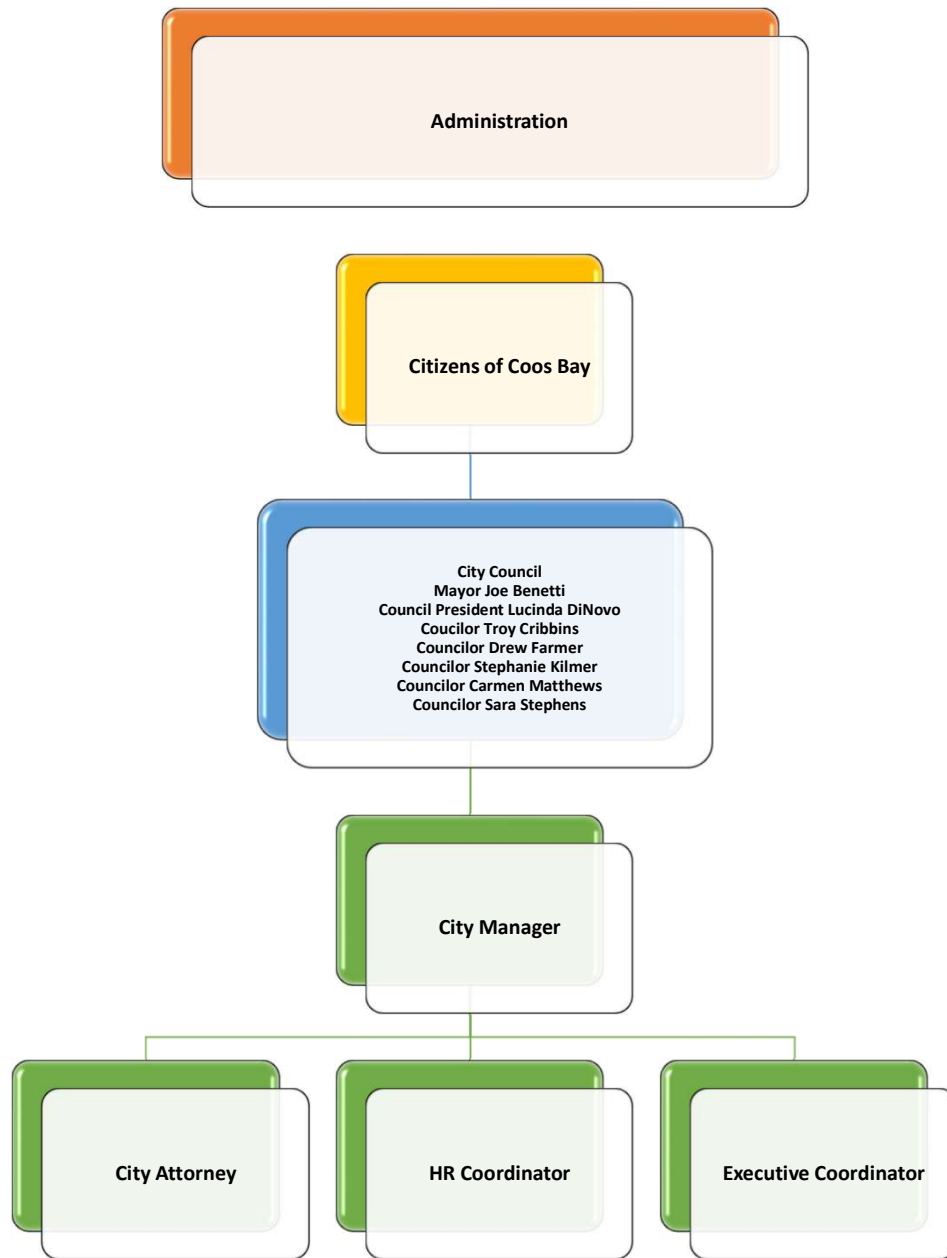 Administration
Citizens of Coos Bay
City Council
Mayor Joe Benetti
Council President Lucinda DiNovo
Coucilor Troy Cribbins
Councilor Drew Farmer
Councilor Stephanie Kilmer
Councilor Carmen Matthews
Councilor Sara Stephens
City Manager
City Attorney
HR Coordinator
Executive Coordinator